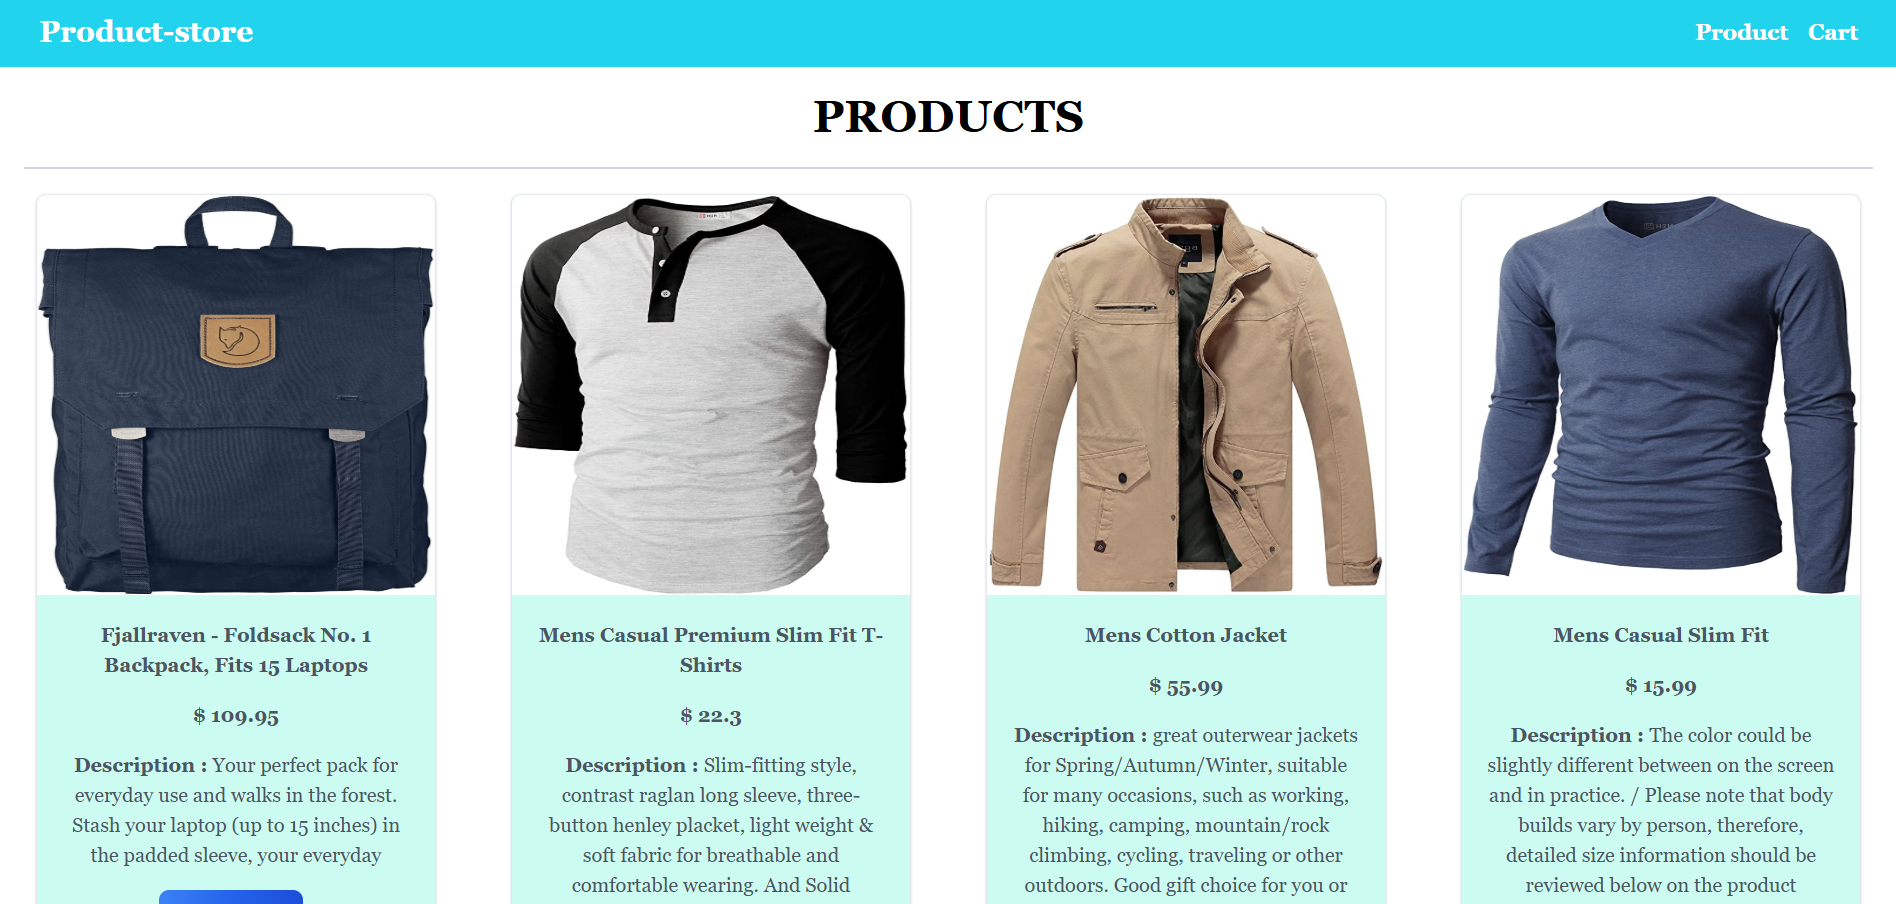 Product-store
Product
Cart
PRODUCTS
Fjallraven - Foldsack No. 1
Backpack, Fits 15 Laptops
$ 109.95
Description : Your perfect pack for
everyday use and walks in the forest.
Stash your laptop (up to 15 inches) in
the padded sleeve, your everyday
Mens Casual Premium Slim Fit T-
Shirts
$ 22.3
Description : Slim-fitting style,
contrast raglan long sleeve, three-
button henley placket, light weight &
soft fabric for breathable and
comfortable wearing. And Solid
Mens Cotton Jacket
$ 55.99
Description : great outerwear jackets
for Spring/Autumn/Winter, suitable
for many occasions, such as working,
hiking, camping, mountain/rock
climbing, cycling, traveling or other
outdoors. Good gift choice for you or
Mens Casual Slim Fit
$ 15.99
Description : The color could be
slightly different between on the screen
and in practice. / Please note that body
builds vary by person, therefore,
detailed size information should be
reviewed below on the product